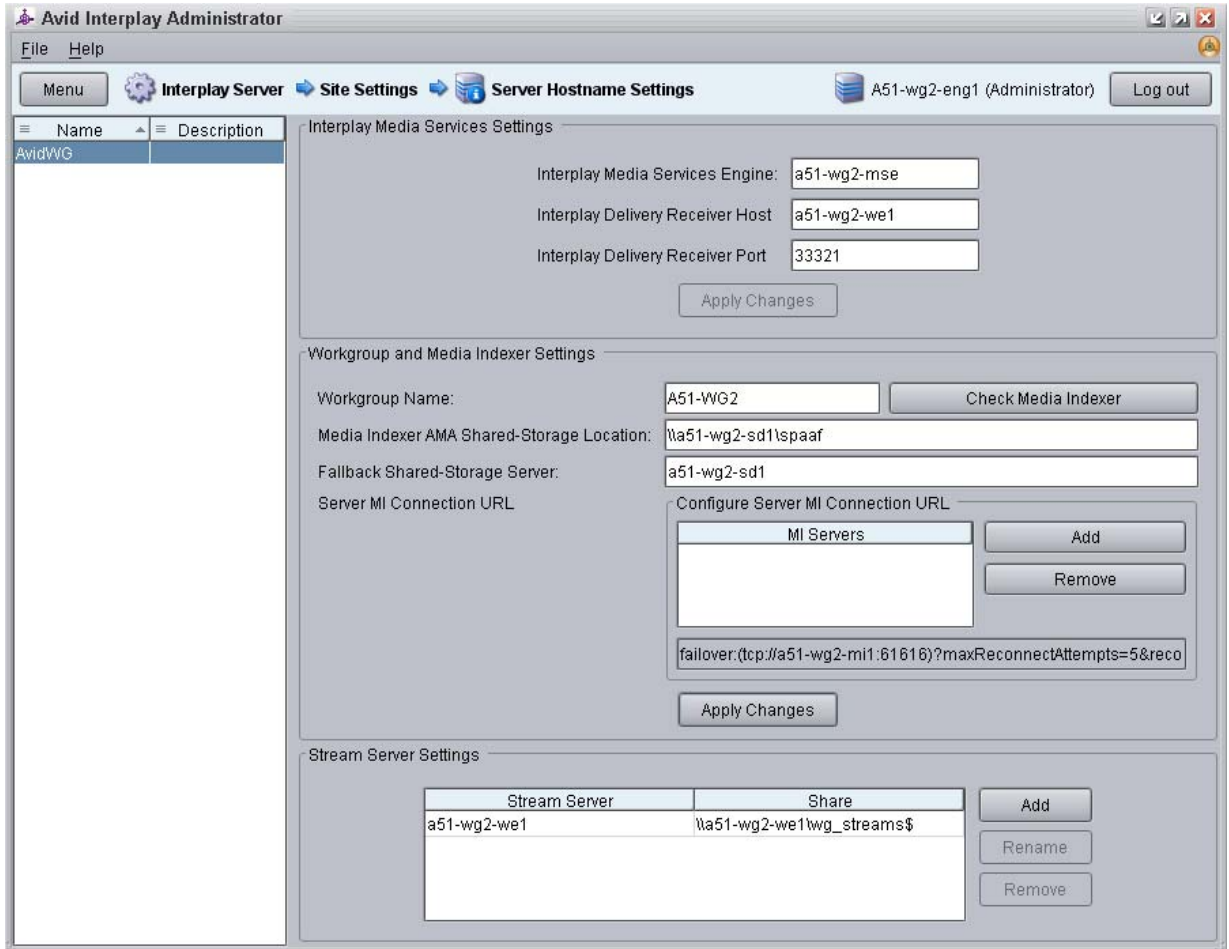 Avid Interplay Administrator
File Help
Menu Interplay Server Site Settings Server Hostname Settings A51-wg2-eng1 (Administrator) Log out
Name Description
AvidWG
Interplay Media Services Settings
Interplay Media Services Engine: a51-wg2-mse
Interplay Delivery Receiver Host a51-wg2-we1
Interplay Delivery Receiver Port 33321
Apply Changes
Workgroup and Media Indexer Settings
Workgroup Name: A51-WG2 Check Media Indexer
Media Indexer AMA Shared-Storage Location: \\a51-wg2-sd1\spaaf
Fallback Shared-Storage Server: a51-wg2-sd1
Server MI Connection URL Configure Server MI Connection URL
MI Servers Add
Remove
failover:(tcp://a51-wg2-mi1:61616)?maxReconnectAttempts=5&reco
Apply Changes
Stream Server Settings
Stream Server Share Add
a51-wg2-we1 \\a51-wg2-we1\wg_streams$
Rename
Remove